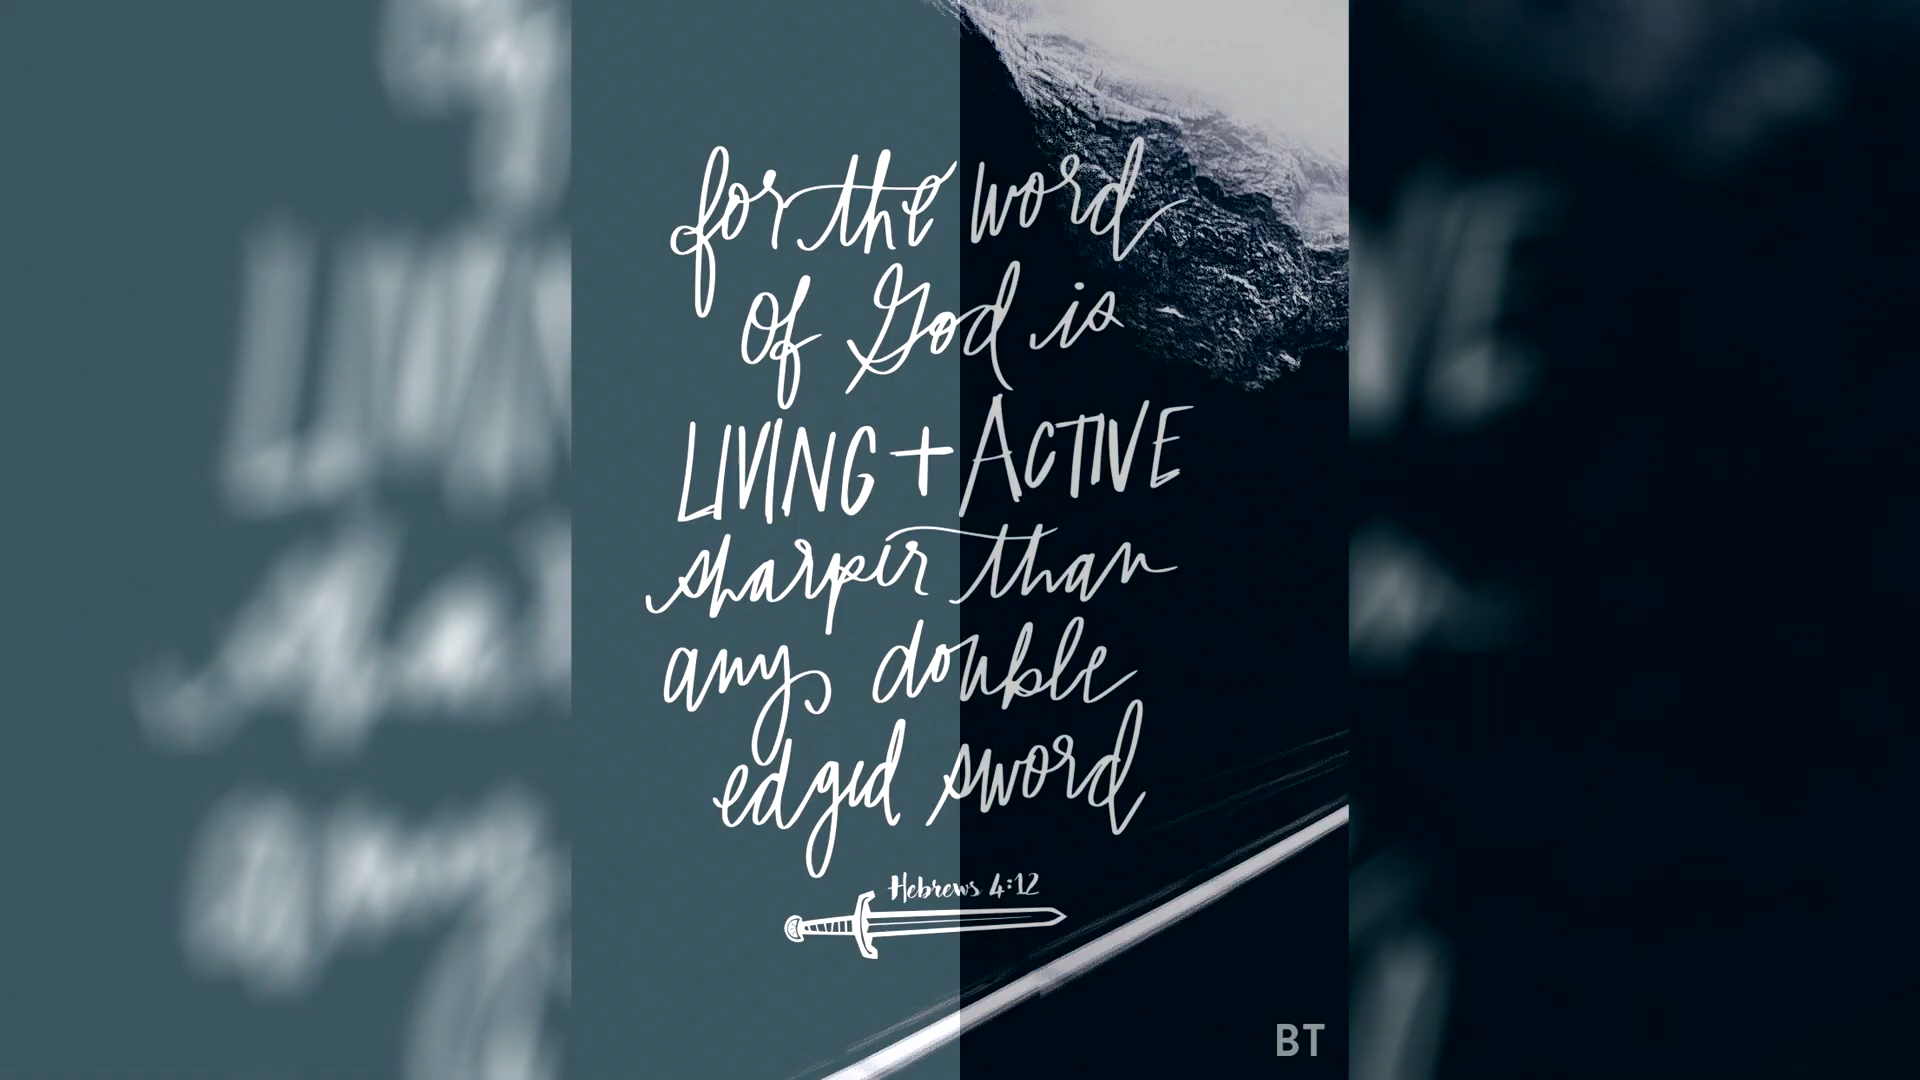 for the word
of God is
LIVING + ACTIVE
sharper than
any double
edged sword
Hebrews 4:12
BT